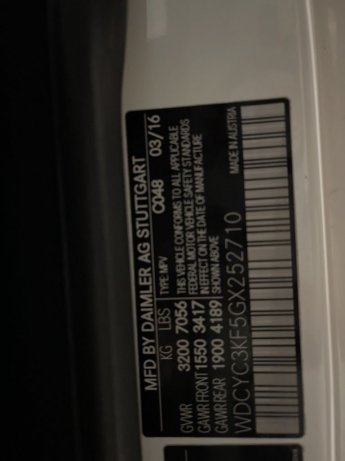 MFD BY DAIMLER AG STUTTGART
KG LBS TYPE: MPV C048 03/16
GVWR 3200 7056 THIS VEHICLE CONFORMS TO ALL APPLICABLE
FEDERAL MOTOR VEHICLE SAFETY STANDARDS
GAWR FRONT 1550 3417 IN EFFECT ON THE DATE OF MANUFACTURE
GAWR REAR 1900 4189 SHOWN ABOVE
MADE IN AUSTRIA
WDCYC3KF5GX252710